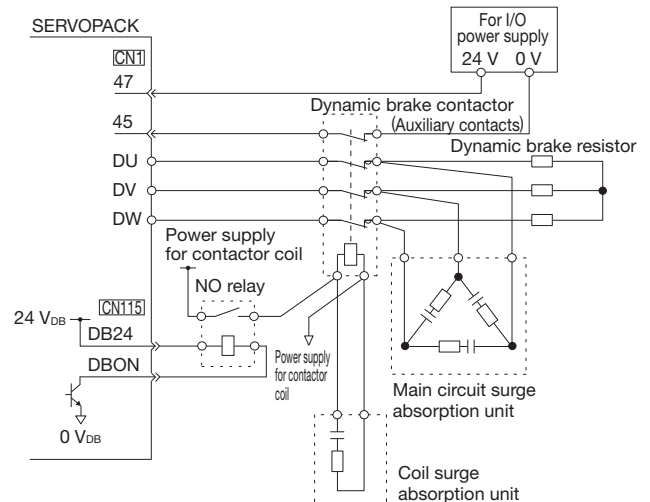 SERVOPACK
For I/O
power supply
24 V 0 V
CN1
47
Dynamic brake contactor
(Auxiliary contacts)
45
Dynamic brake resistor
DU
DV
DW
Power supply
for contactor coil
NO relay
CN115
24 VDB
DB24
DBON
0 VDB
Power supply
for contactor
coil
Main circuit surge
absorption unit
Coil surge
absorption unit